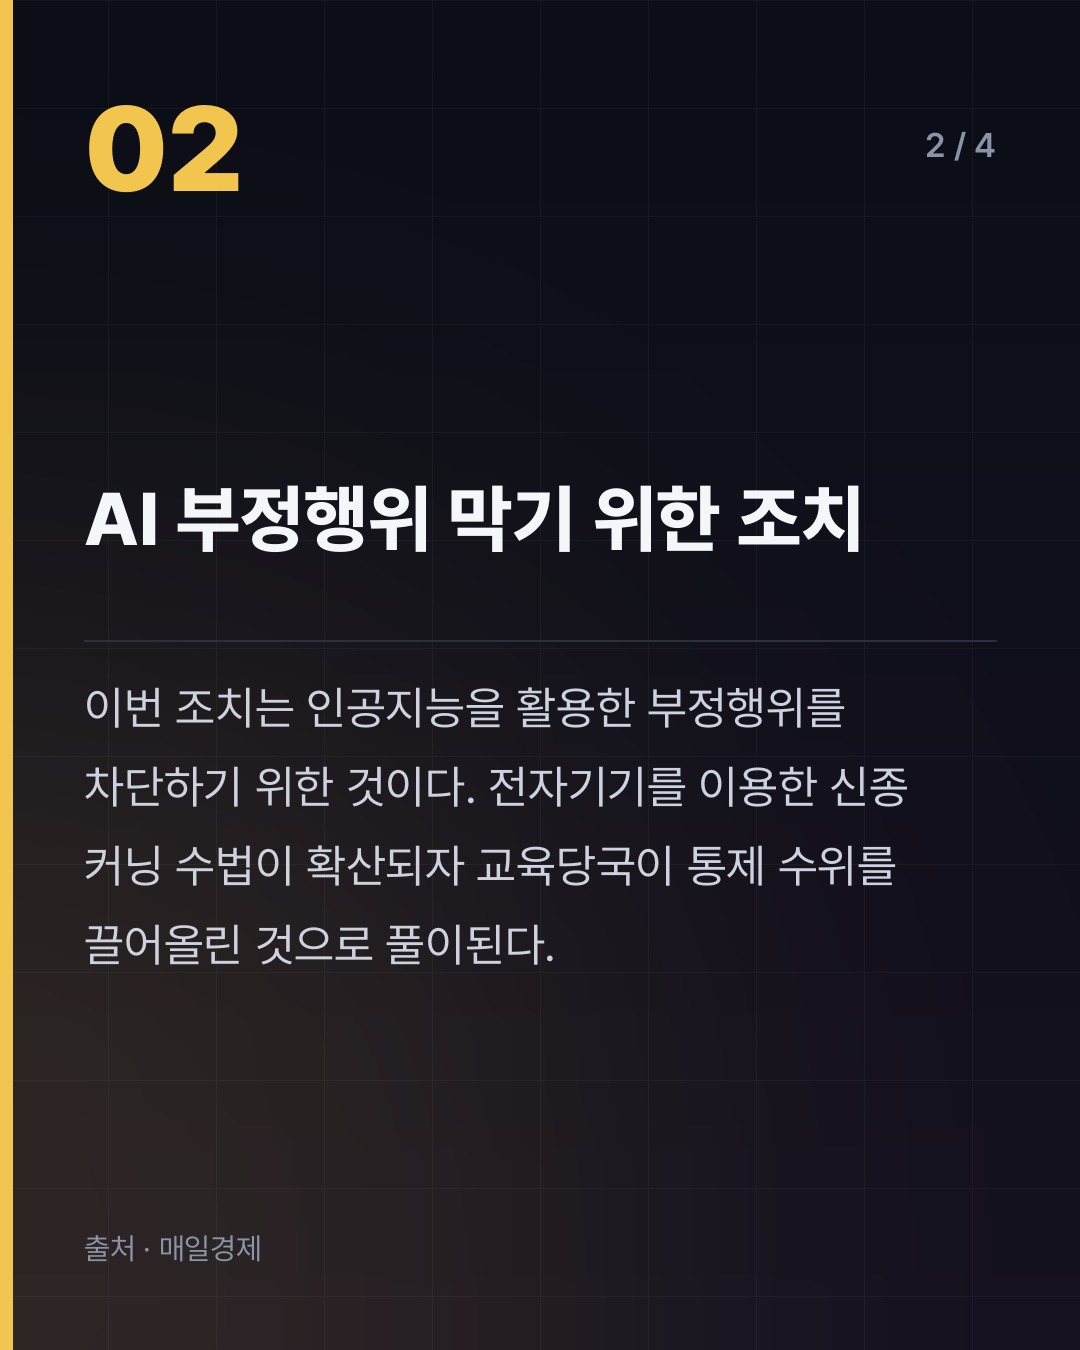 02
2 / 4
AI 부정행위 막기 위한 조치
이번 조치는 인공지능을 활용한 부정행위를
차단하기 위한 것이다. 전자기기를 이용한 신종
커닝 수법이 확산되자 교육당국이 통제 수위를
끌어올린 것으로 풀이된다.
출처 · 매일경제